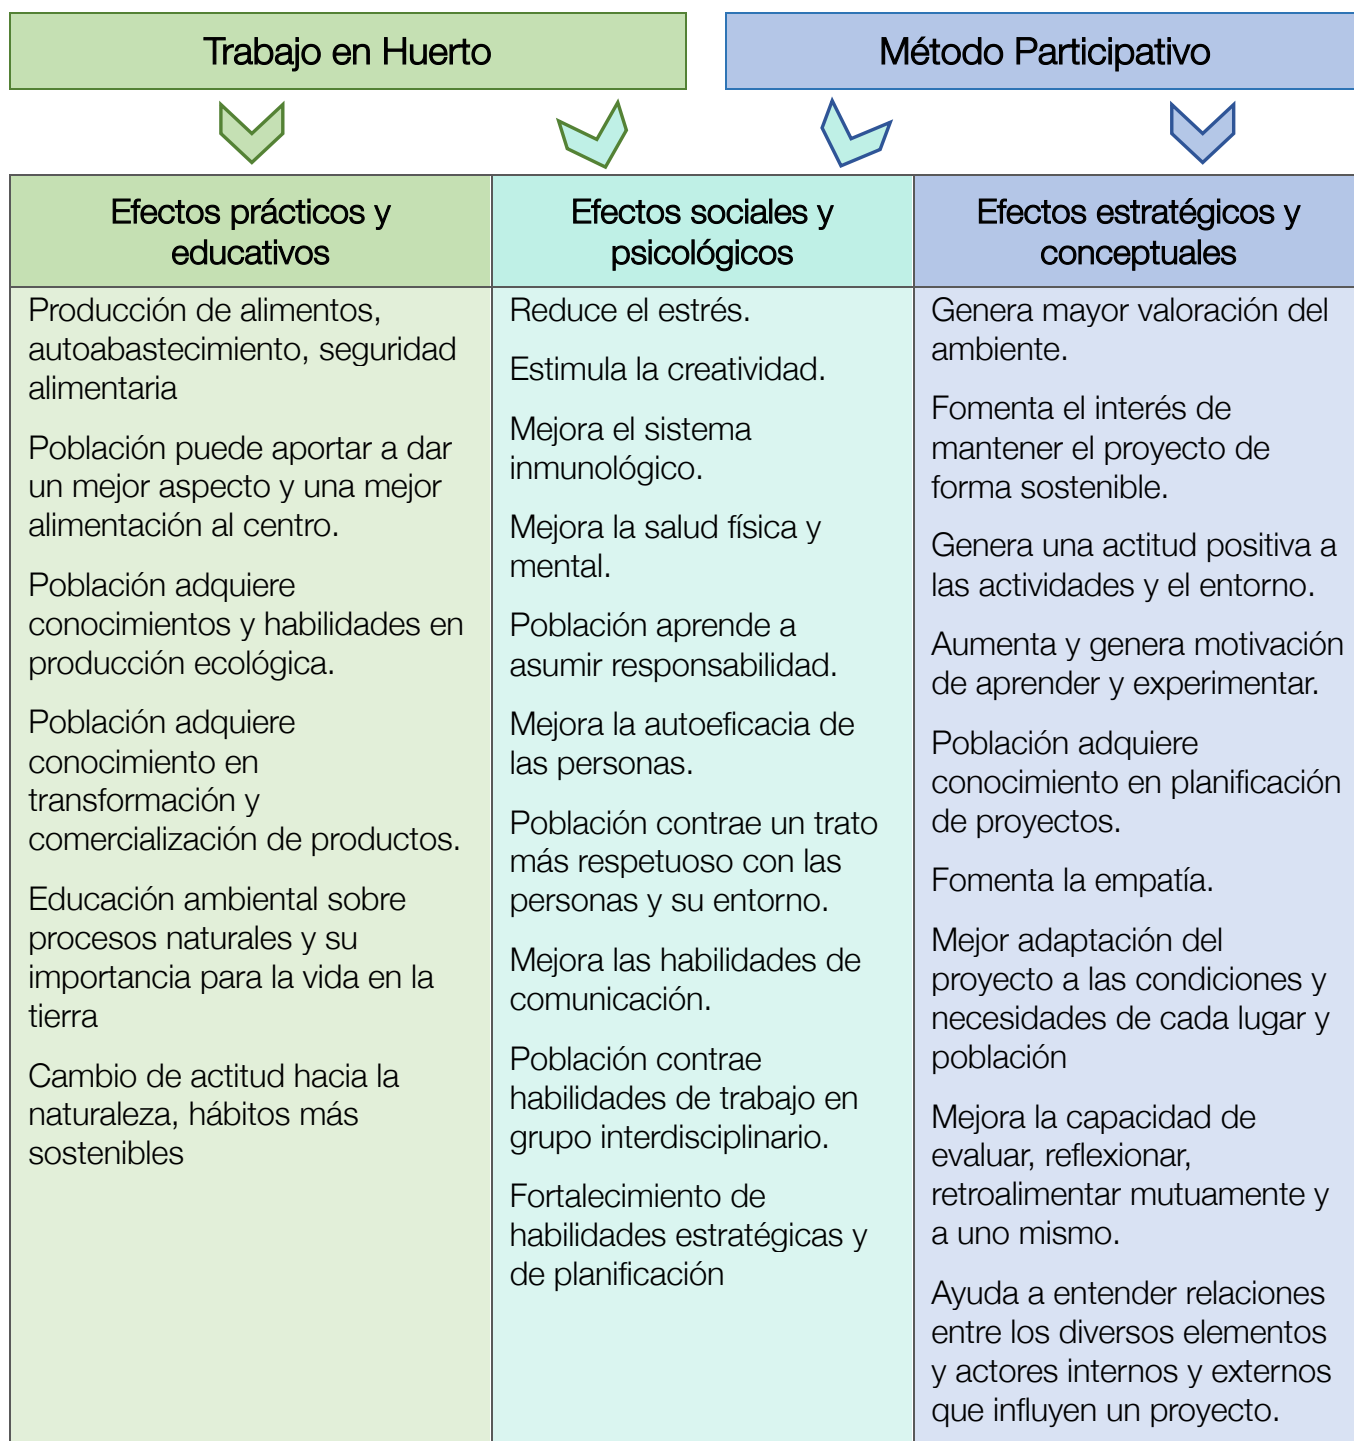 Trabajo en Huerto
Método Participativo
Efectos prácticos y
educativos
Efectos sociales y
psicológicos
Efectos estratégicos y
conceptuales
Producción de alimentos,
autoabastecimiento, seguridad
alimentaria
Población puede aportar a dar
un mejor aspecto y una mejor
alimentación al centro.
Población adquiere
conocimientos y habilidades en
producción ecológica.
Población adquiere
conocimiento en
transformación y
comercialización de productos.
Educación ambiental sobre
procesos naturales y su
importancia para la vida en la
tierra
Cambio de actitud hacia la
naturaleza, hábitos más
sostenibles
Reduce el estrés.
Estimula la creatividad.
Mejora el sistema
inmunológico.
Mejora la salud física y
mental.
Población aprende a
asumir responsabilidad.
Mejora la autoeficacia de
las personas.
Población contrae un trato
más respetuoso con las
personas y su entorno.
Mejora las habilidades de
comunicación.
Población contrae
habilidades de trabajo en
grupo interdisciplinario.
Fortalecimiento de
habilidades estratégicas y
de planificación
Genera mayor valoración del
ambiente.
Fomenta el interés de
mantener el proyecto de
forma sostenible.
Genera una actitud positiva a
las actividades y el entorno.
Aumenta y genera motivación
de aprender y experimentar.
Población adquiere
conocimiento en planificación
de proyectos.
Fomenta la empatía.
Mejor adaptación del
proyecto a las condiciones y
necesidades de cada lugar y
población
Mejora la capacidad de
evaluar, reflexionar,
retroalimentar mutuamente y
a uno mismo.
Ayuda a entender relaciones
entre los diversos elementos
y actores internos y externos
que influyen un proyecto.